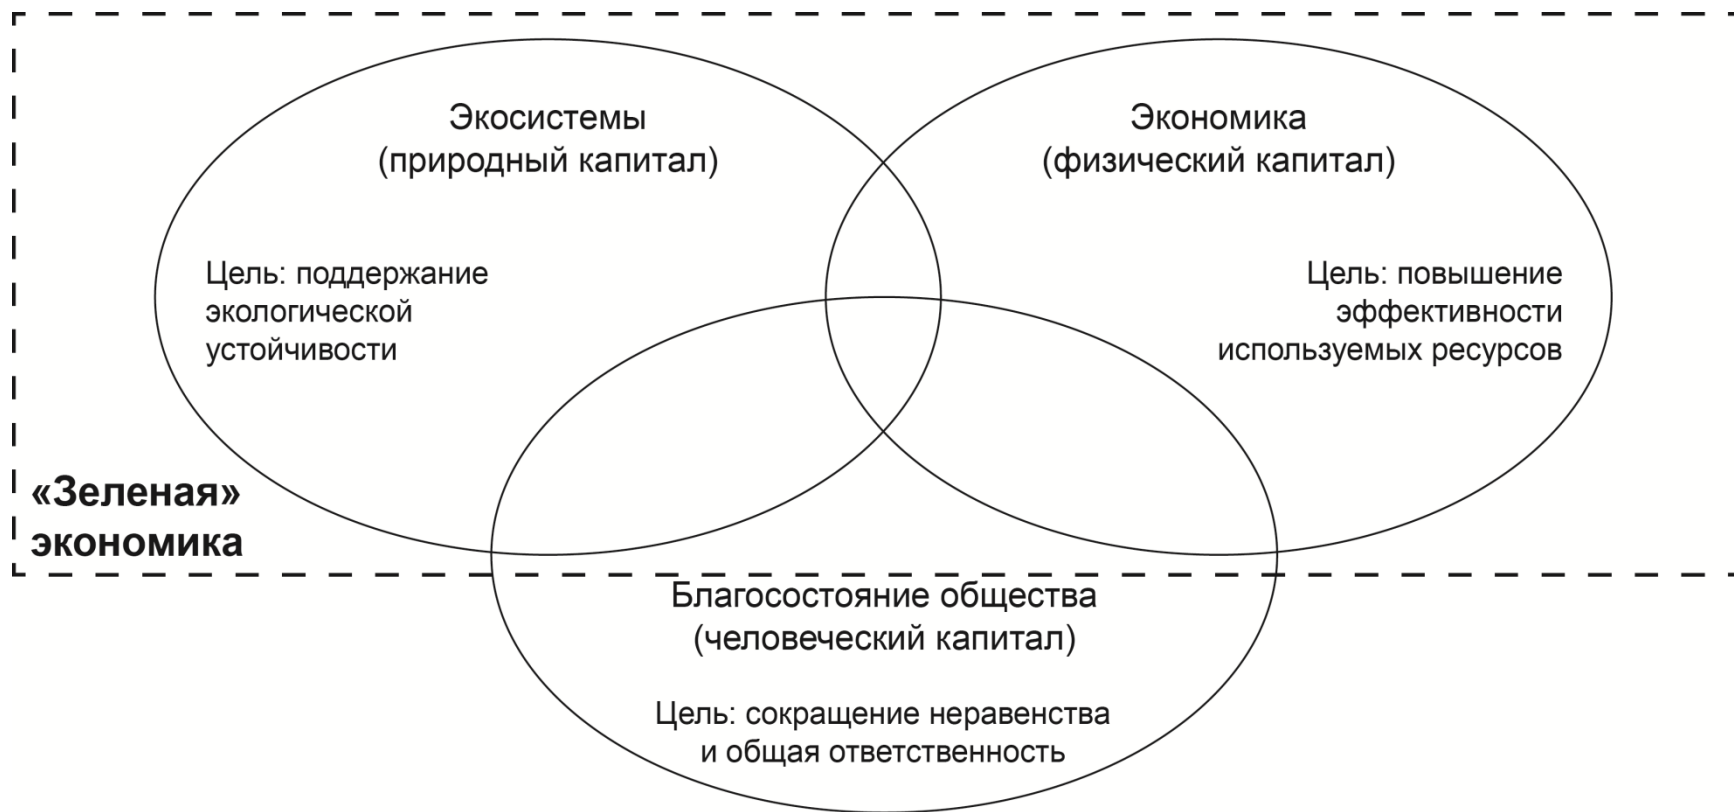 Экосистемы
(природный капитал)
Экономика
(физический капитал)
Цель: поддержание
экологической
устойчивости
Цель: повышение
эффективности
используемых ресурсов
«Зеленая»
экономика
Благосостояние общества
(человеческий капитал)
Цель: сокращение неравенства
и общая ответственность